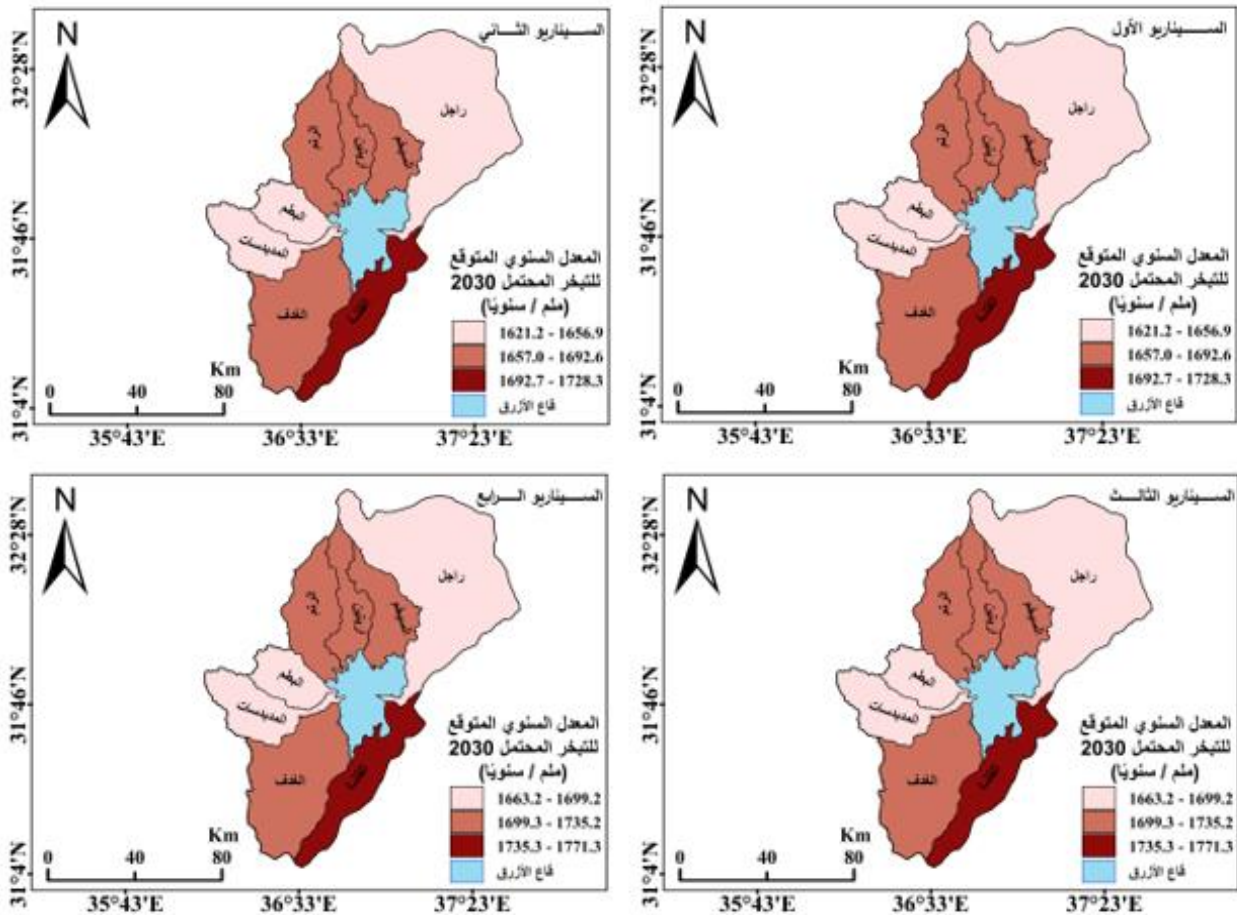 السيناريو الأول
N
راجل
البطم
الغدف
المعدل السنوي المتوقع
للتبخر المحتمل 2030
(ملم / سنويًا)
1621.2 - 1656.9
1657.0 - 1692.6
1692.7 - 1728.3
قاع الأزرق
Km
0 40 80
32°28'N
31°46'N
31°4'N
35°43'E 36°33'E 37°23'E
السيناريو الثاني
N
راجل
البطم
الغدف
المعدل السنوي المتوقع
للتبخر المحتمل 2030
(ملم / سنويًا)
1621.2 - 1656.9
1657.0 - 1692.6
1692.7 - 1728.3
قاع الأزرق
Km
0 40 80
32°28'N
31°46'N
31°4'N
35°43'E 36°33'E 37°23'E
السيناريو الثالث
N
راجل
البطم
الغدف
المعدل السنوي المتوقع
للتبخر المحتمل 2030
(ملم / سنويًا)
1663.2 - 1699.2
1699.3 - 1735.2
1735.3 - 1771.3
قاع الأزرق
Km
0 40 80
32°28'N
31°46'N
31°4'N
35°43'E 36°33'E 37°23'E
السيناريو الرابع
N
راجل
البطم
الغدف
المعدل السنوي المتوقع
للتبخر المحتمل 2030
(ملم / سنويًا)
1663.2 - 1699.2
1699.3 - 1735.2
1735.3 - 1771.3
قاع الأزرق
Km
0 40 80
32°28'N
31°46'N
31°4'N
35°43'E 36°33'E 37°23'E